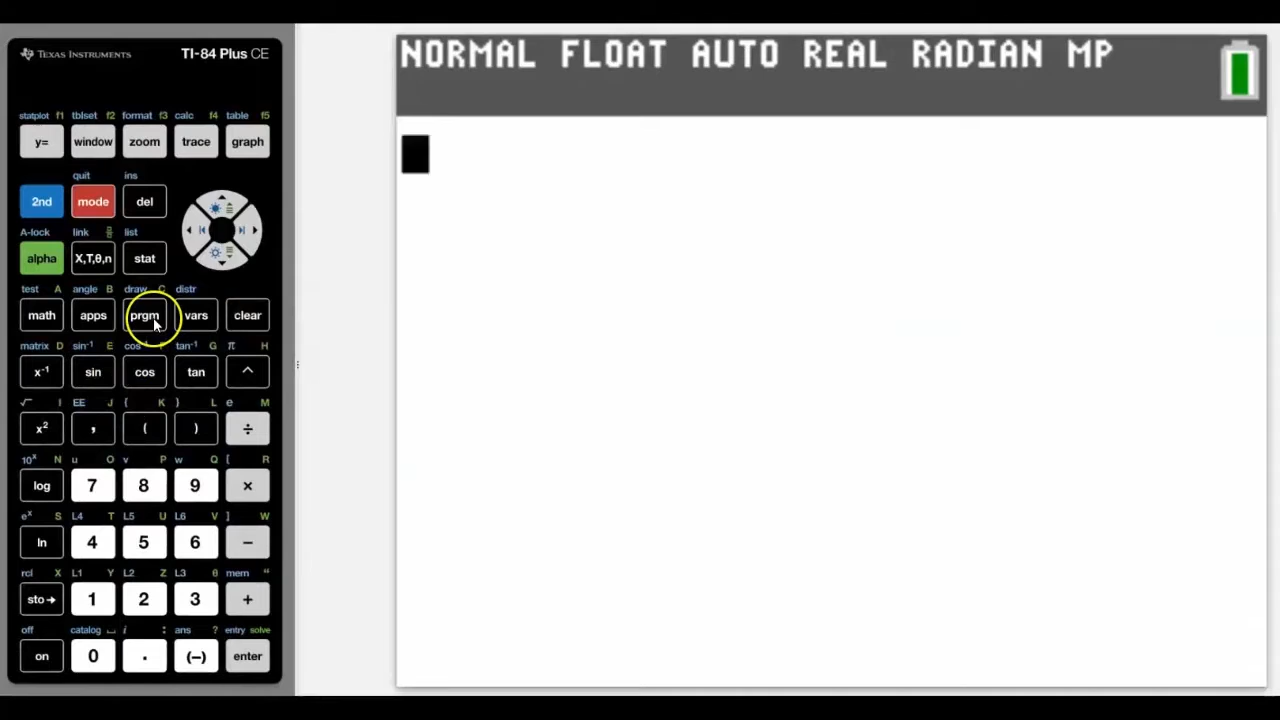 TEXAS INSTRUMENTS TI-84 Plus CE
NORMAL FLOAT AUTO REAL RADIAN MP
statplot f1 tblset f2 format f3 calc f4 table f5
y= window zoom trace graph
quit ins
2nd mode del
A-lock link list
alpha X,T,θ,n stat
test A angle B draw C distr
math apps prgm vars clear
matrix D sin⁻¹ E cos⁻¹ F tan⁻¹ G π H
x⁻¹ sin cos tan ^
√ I EE J { K } L e M
x² , ( ) ÷
10ˣ N u O v P w Q [ R
log 7 8 9 ×
eˣ S L4 T L5 U L6 V ] W
ln 4 5 6 −
rcl X L1 Y L2 Z L3 θ mem "
sto→ 1 2 3 +
off catalog ␣ i : ans ? entry solve
on 0 . (−) enter